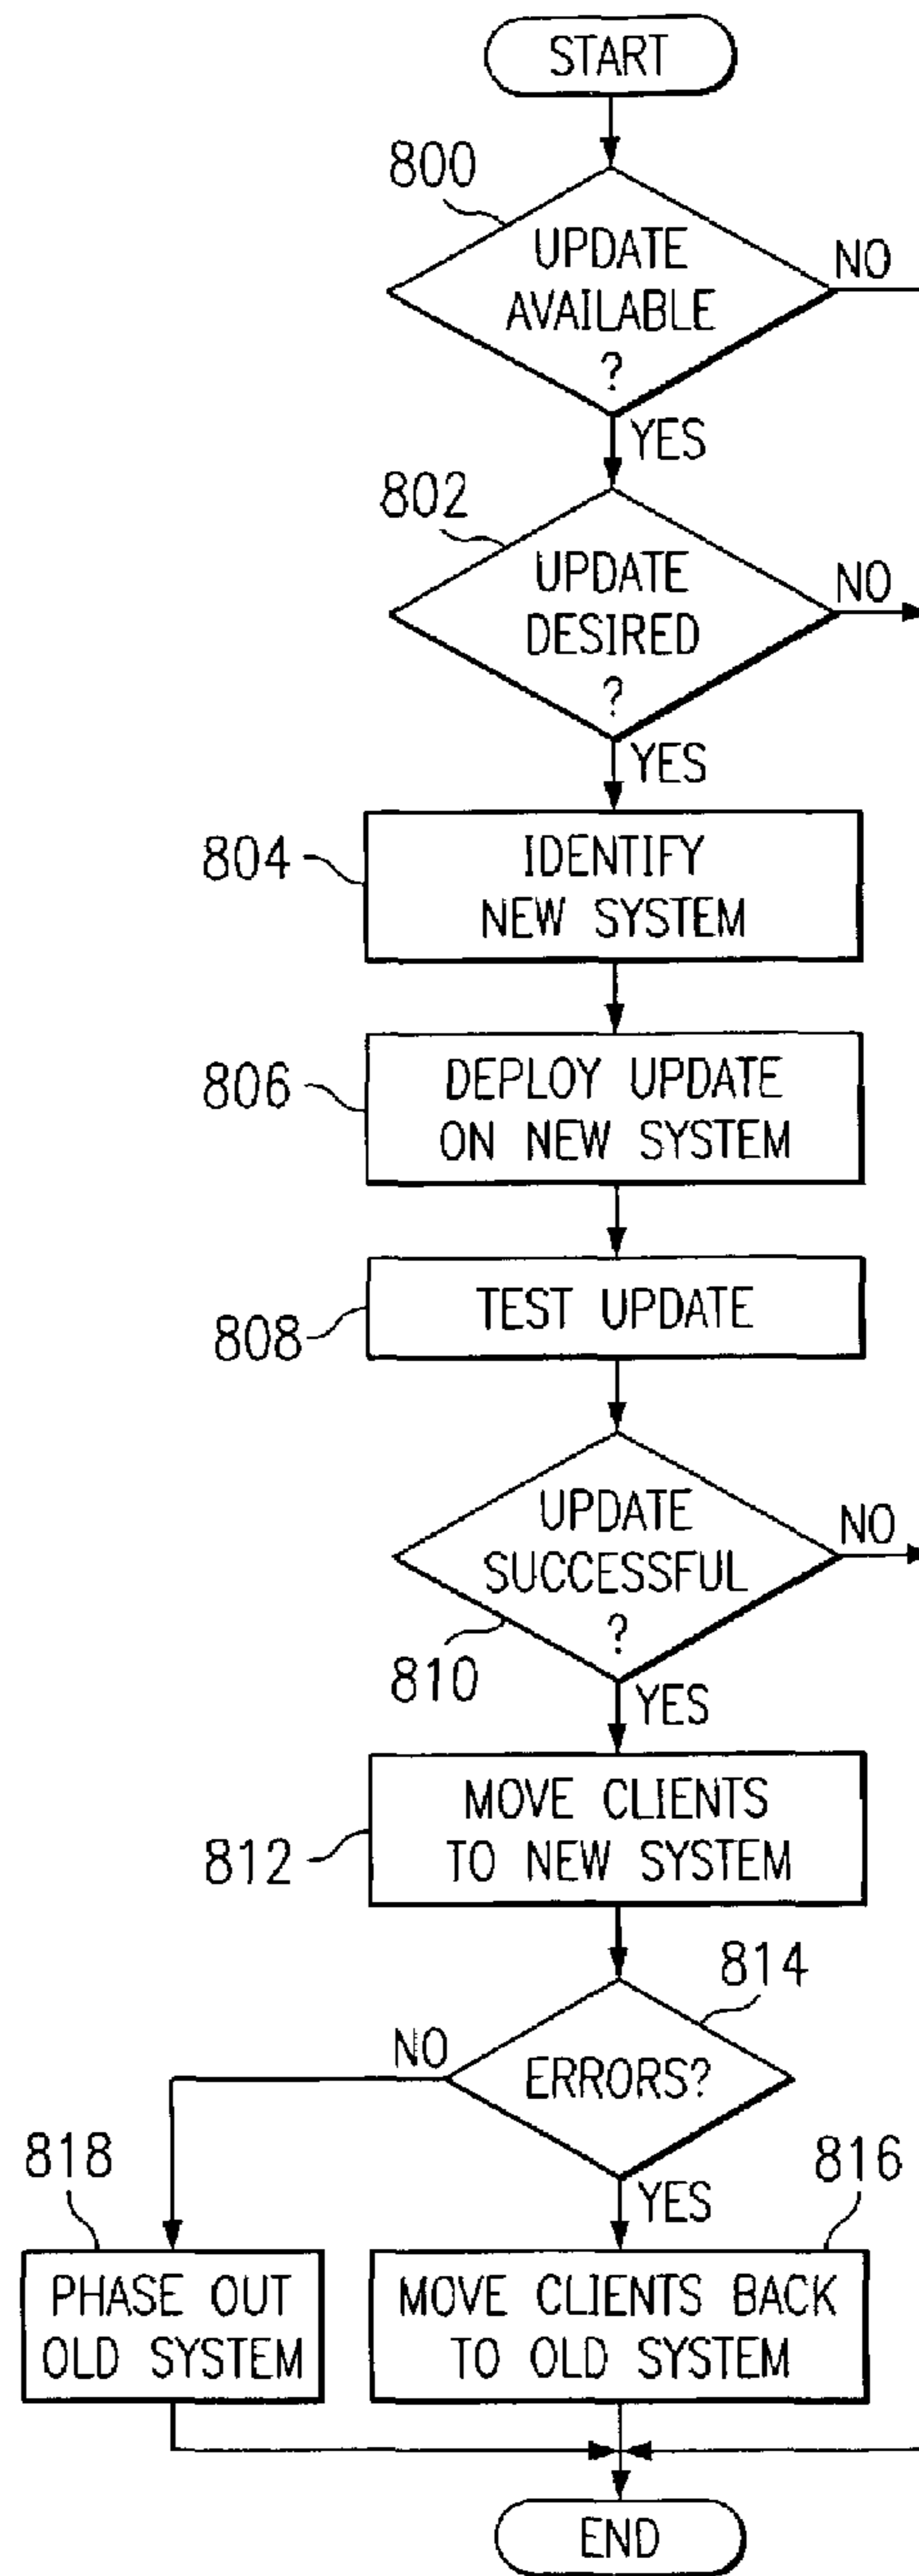 START
800
UPDATE
AVAILABLE
?
NO
YES
802
UPDATE
DESIRED
?
NO
YES
804
IDENTIFY
NEW SYSTEM
806
DEPLOY UPDATE
ON NEW SYSTEM
808
TEST UPDATE
UPDATE
SUCCESSFUL
?
NO
810
YES
812
MOVE CLIENTS
TO NEW SYSTEM
814
ERRORS?
NO
YES
818
PHASE OUT
OLD SYSTEM
816
MOVE CLIENTS BACK
TO OLD SYSTEM
END